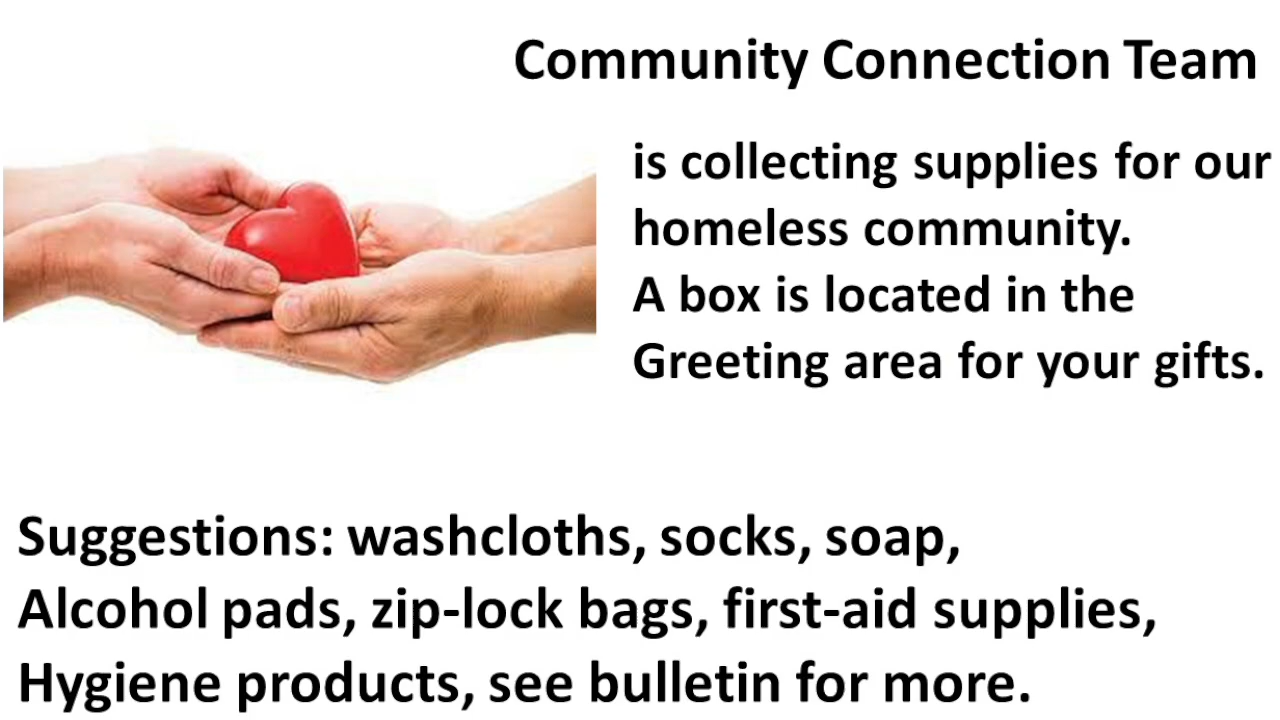 Community Connection Team
is collecting supplies for our
homeless community.
A box is located in the
Greeting area for your gifts.
Suggestions: washcloths, socks, soap,
Alcohol pads, zip-lock bags, first-aid supplies,
Hygiene products, see bulletin for more.